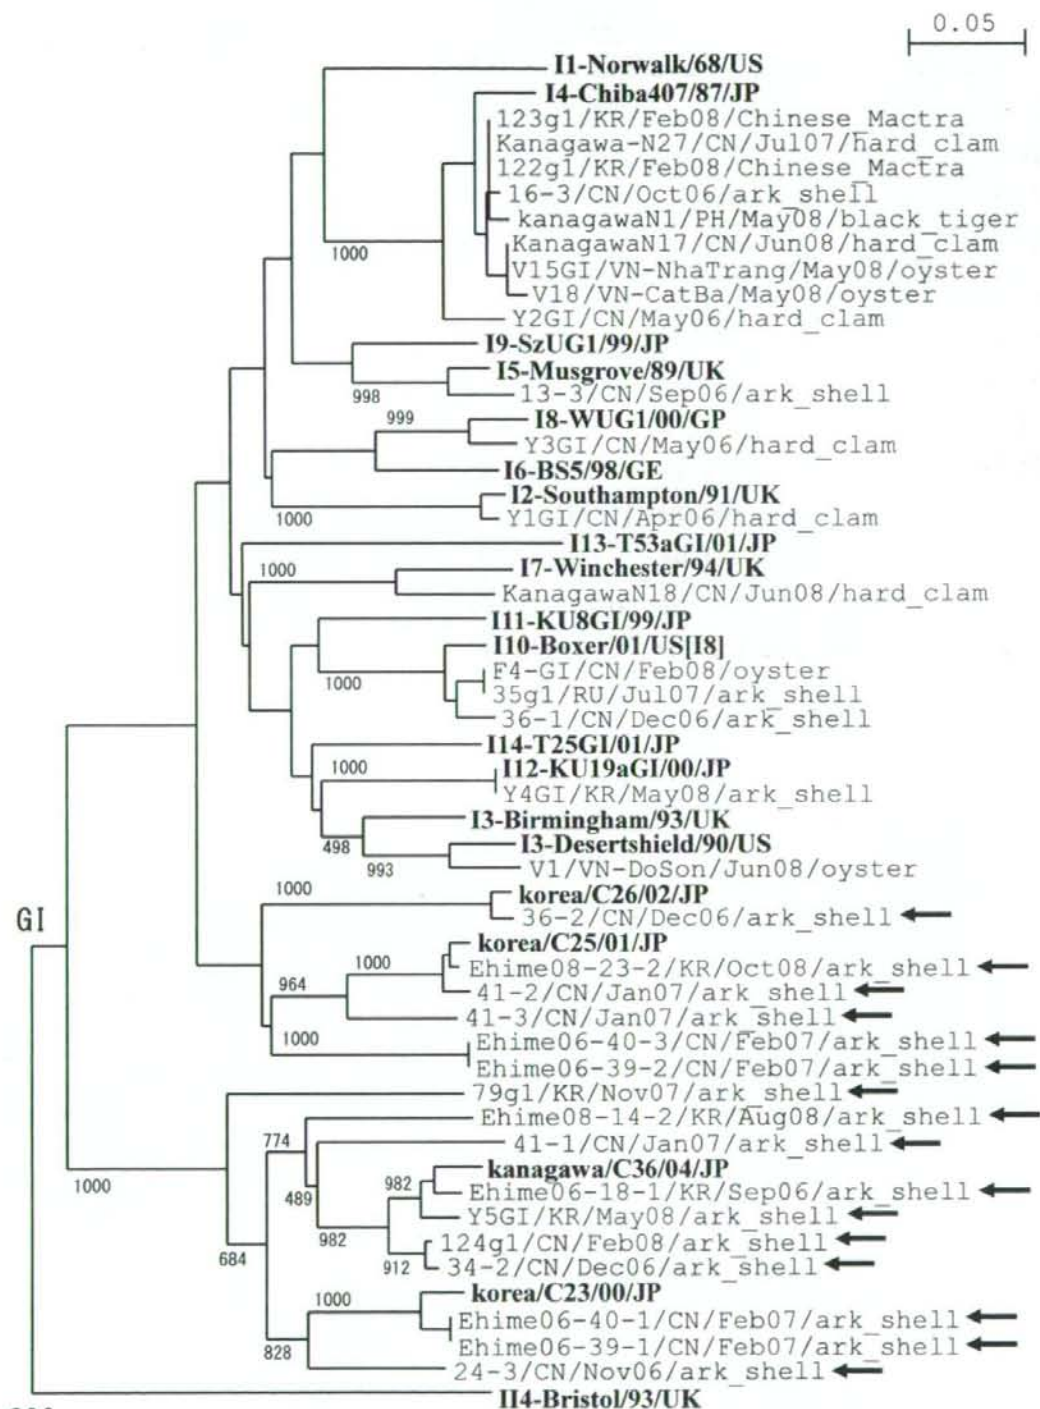 0.05
I1-Norwalk/68/US
I4-Chiba407/87/JP
123g1/KR/Feb08/Chinese_Mactra
Kanagawa-N27/CN/Jul07/hard_clam
122g1/KR/Feb08/Chinese_Mactra
16-3/CN/Oct06/ark_shell
kanagawaN1/PH/May08/black_tiger
KanagawaN17/CN/Jun08/hard_clam
1000
V15GI/VN-NhaTrang/May08/oyster
V18/VN-CatBa/May08/oyster
Y2GI/CN/May06/hard_clam
I9-SzUG1/99/JP
I5-Musgrove/89/UK
998
13-3/CN/Sep06/ark_shell
999
I8-WUG1/00/GP
Y3GI/CN/May06/hard_clam
I6-BS5/98/GE
I2-Southampton/91/UK
1000
Y1GI/CN/Apr06/hard_clam
I13-T53aGI/01/JP
1000
I7-Winchester/94/UK
KanagawaN18/CN/Jun08/hard_clam
I11-KU8GI/99/JP
I10-Boxer/01/US[I8]
F4-GI/CN/Feb08/oyster
1000
35g1/RU/Jul07/ark_shell
36-1/CN/Dec06/ark_shell
I14-T25GI/01/JP
1000
I12-KU19aGI/00/JP
Y4GI/KR/May08/ark_shell
I3-Birmingham/93/UK
498
I3-Desertshield/90/US
993
V1/VN-DoSon/Jun08/oyster
1000
korea/C26/02/JP
GI
36-2/CN/Dec06/ark_shell
korea/C25/01/JP
1000
Ehime08-23-2/KR/Oct08/ark_shell
964
41-2/CN/Jan07/ark_shell
41-3/CN/Jan07/ark_shell
1000
Ehime06-40-3/CN/Feb07/ark_shell
Ehime06-39-2/CN/Feb07/ark_shell
79g1/KR/Nov07/ark_shell
Ehime08-14-2/KR/Aug08/ark_shell
774
41-1/CN/Jan07/ark_shell
kanagawa/C36/04/JP
1000
982
Ehime06-18-1/KR/Sep06/ark_shell
489
Y5GI/KR/May08/ark_shell
982
124g1/CN/Feb08/ark_shell
684
912
34-2/CN/Dec06/ark_shell
korea/C23/00/JP
1000
Ehime06-40-1/CN/Feb07/ark_shell
Ehime06-39-1/CN/Feb07/ark_shell
828
24-3/CN/Nov06/ark_shell
II4-Bristol/93/UK